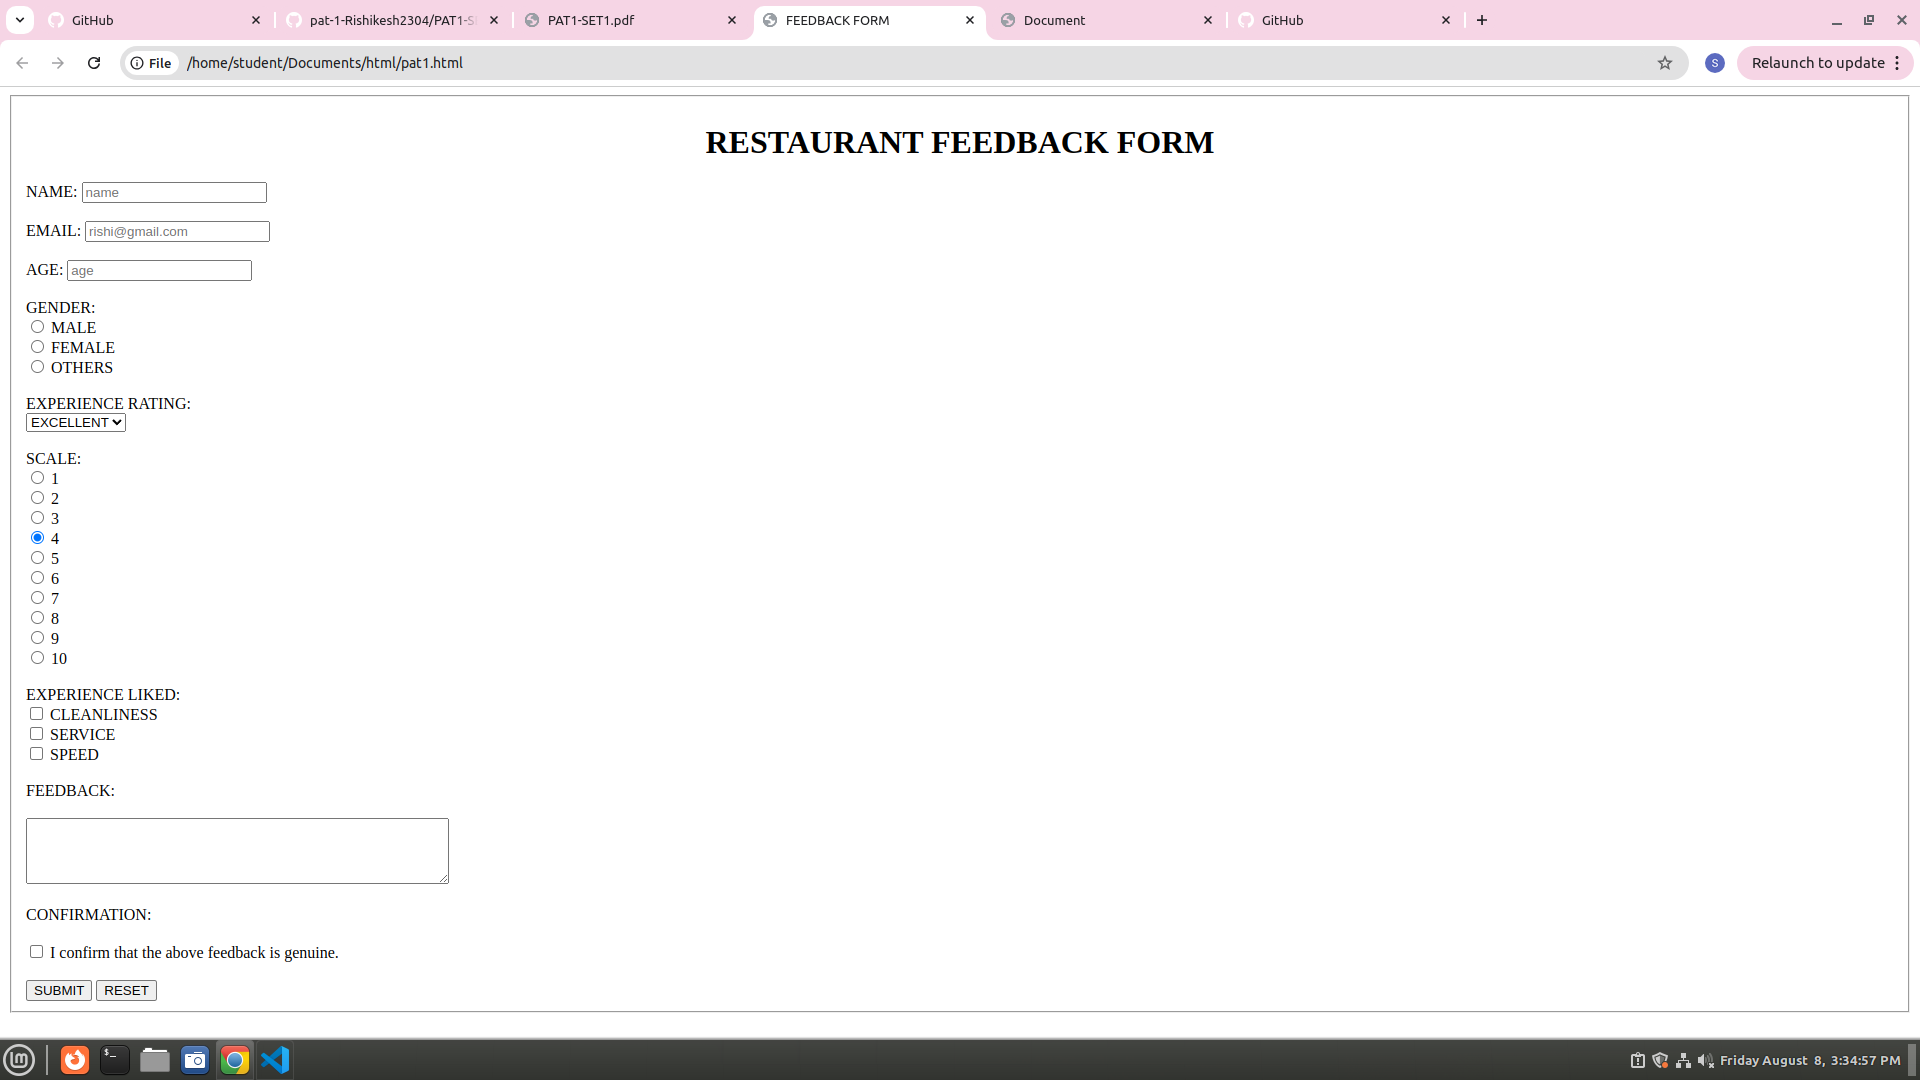 GitHub
pat-1-Rishikesh2304/PAT1-S
PAT1-SET1.pdf
FEEDBACK FORM
Document
GitHub
File
/home/student/Documents/html/pat1.html
S
Relaunch to update
RESTAURANT FEEDBACK FORM
NAME: name
EMAIL: rishi@gmail.com
AGE: age
GENDER:
MALE
FEMALE
OTHERS
EXPERIENCE RATING:
EXCELLENT
SCALE:
1
2
3
4
5
6
7
8
9
10
EXPERIENCE LIKED:
CLEANLINESS
SERVICE
SPEED
FEEDBACK:
CONFIRMATION:
I confirm that the above feedback is genuine.
SUBMIT RESET
Friday August 8, 3:34:57 PM